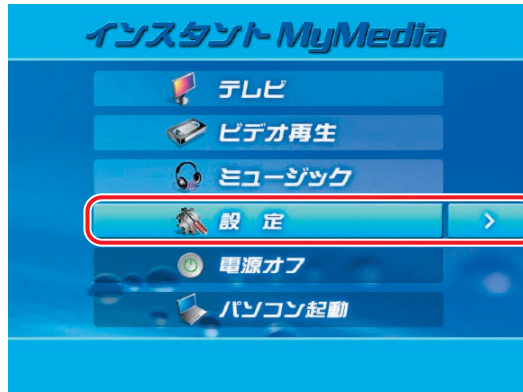 インスタント MyMedia
テレビ
ビデオ再生
ミュージック
設 定
電源オフ
パソコン起動